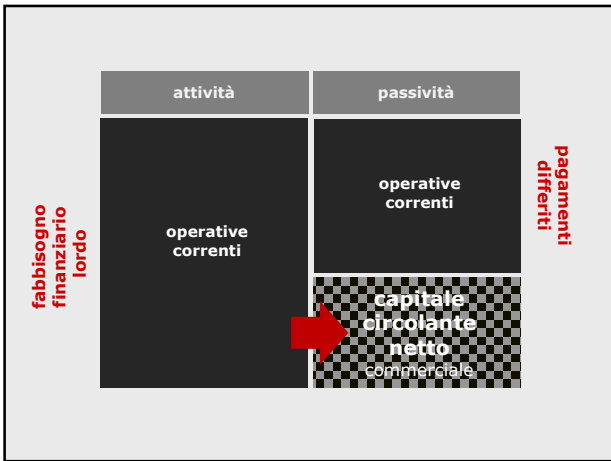 attività
passività
fabbisogno
finanziario
lordo
operative
correnti
operative
correnti
capitale
circolante
netto
commerciale
pagamenti
differiti